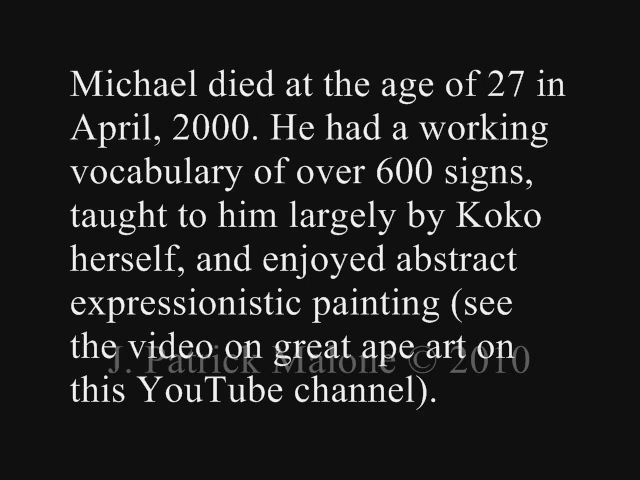 Michael died at the age of 27 in
April, 2000. He had a working
vocabulary of over 600 signs,
taught to him largely by Koko
herself, and enjoyed abstract
expressionistic painting (see
the video on great ape art on
J. Patrick Malone © 2010
this YouTube channel).